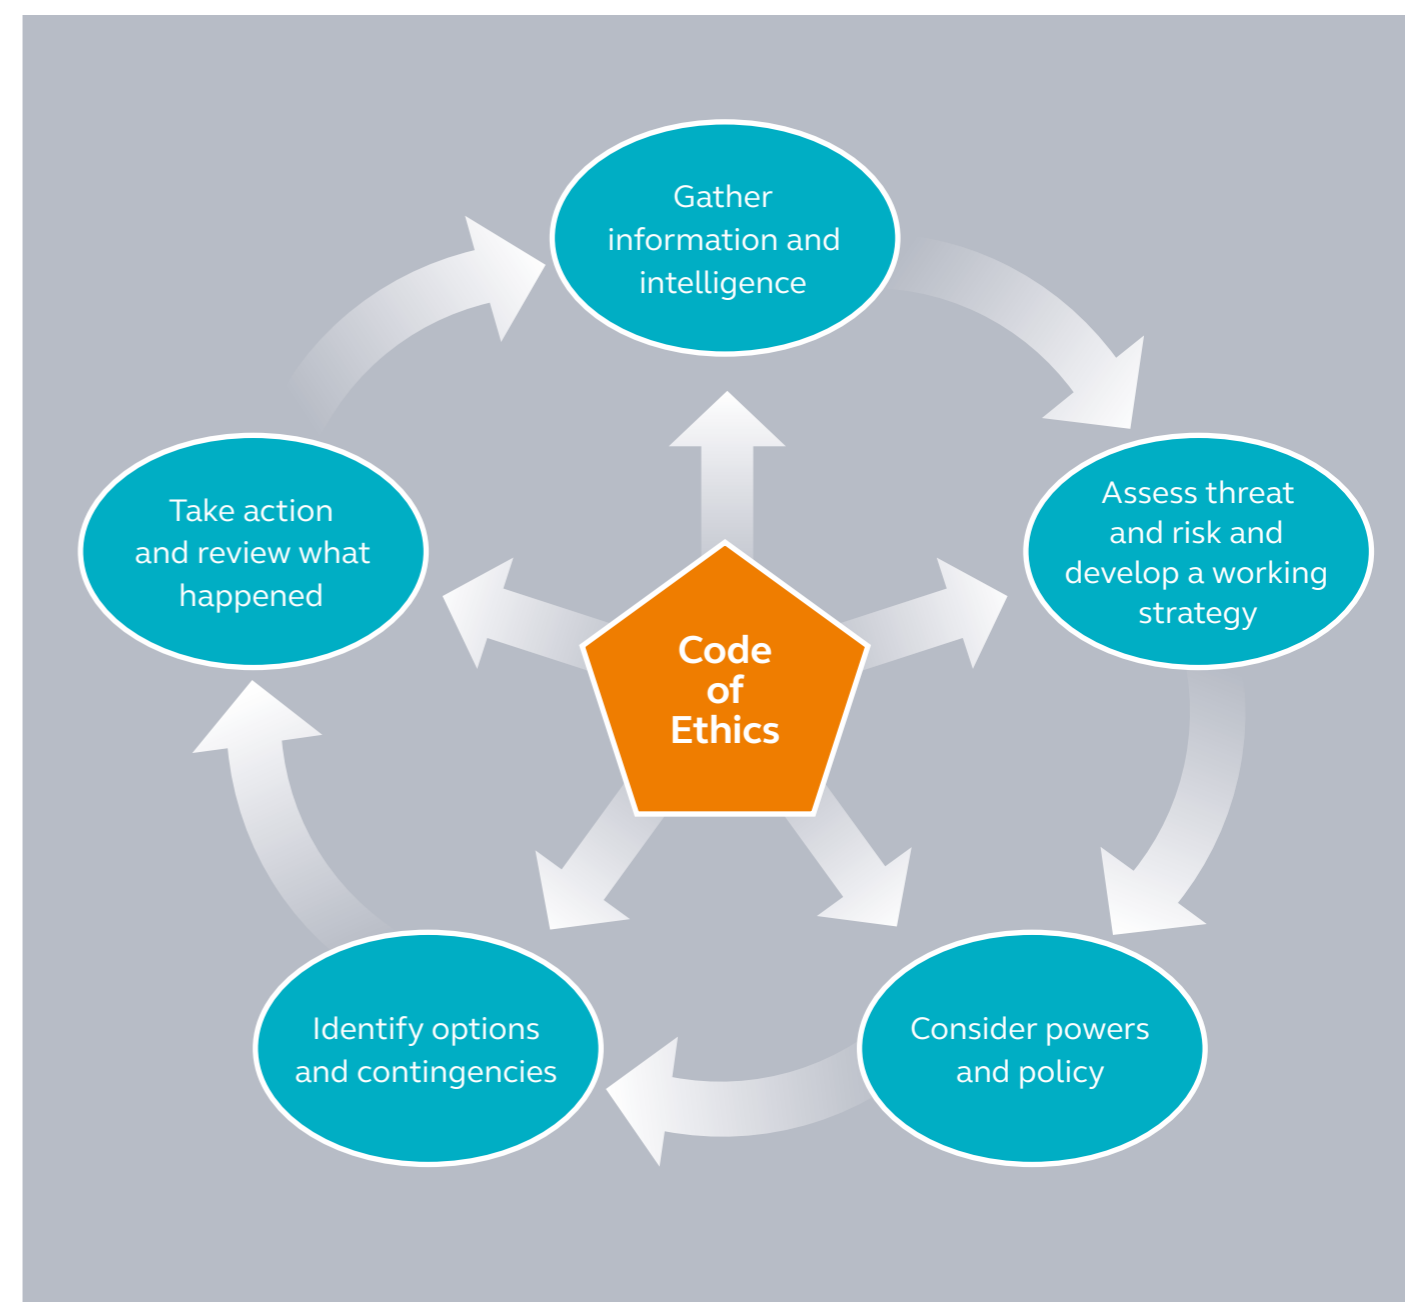 Gather
information and
intelligence
Assess threat
and risk and
develop a working
strategy
Consider powers
and policy
Identify options
and contingencies
Take action
and review what
happened
Code
of
Ethics